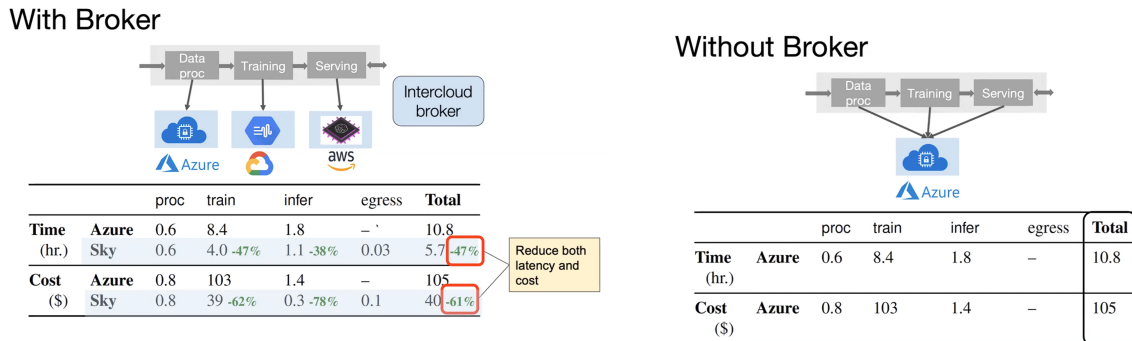 With Broker
Data proc
Training
Serving
Intercloud broker
Azure
aws
proc train infer egress Total
Time Azure 0.6 8.4 1.8 – 10.8
(hr.) Sky 0.6 4.0 -47% 1.1 -38% 0.03 5.7 -47%
Cost Azure 0.8 103 1.4 – 105
($) Sky 0.8 39 -62% 0.3 -78% 0.1 40 -61%
Reduce both
latency and
cost
Without Broker
Data proc
Training
Serving
Azure
proc train infer egress Total
Time Azure 0.6 8.4 1.8 – 10.8
(hr.)
Cost Azure 0.8 103 1.4 – 105
($)